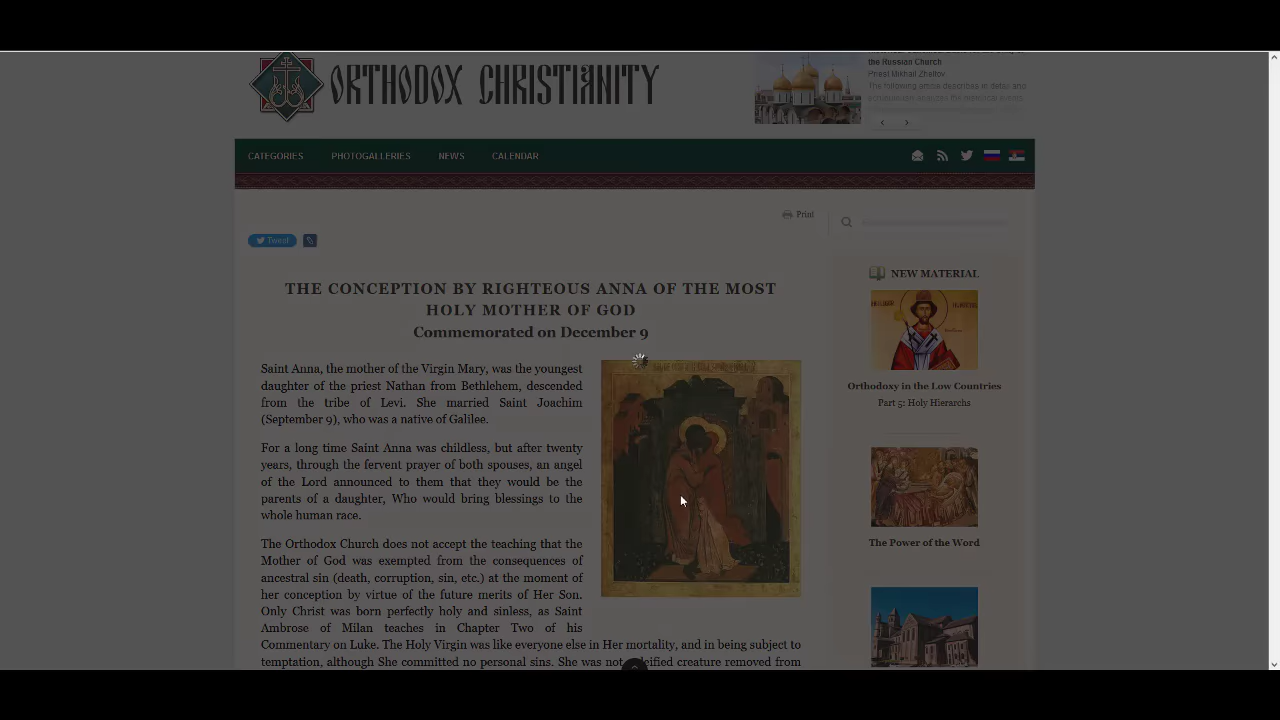 ORTHODOX CHRISTIANITY
the Russian Church
Priest Mikhail Zheltov
CATEGORIES PHOTOGALLERIES NEWS CALENDAR
Print
Tweet
THE CONCEPTION BY RIGHTEOUS ANNA OF THE MOST
HOLY MOTHER OF GOD
Commemorated on December 9
Saint Anna, the mother of the Virgin Mary, was the youngest
daughter of the priest Nathan from Bethlehem, descended
from the tribe of Levi. She married Saint Joachim
(September 9), who was a native of Galilee.
For a long time Saint Anna was childless, but after twenty
years, through the fervent prayer of both spouses, an angel
of the Lord announced to them that they would be the
parents of a daughter, Who would bring blessings to the
whole human race.
The Orthodox Church does not accept the teaching that the
Mother of God was exempted from the consequences of
ancestral sin (death, corruption, sin, etc.) at the moment of
her conception by virtue of the future merits of Her Son.
Only Christ was born perfectly holy and sinless, as Saint
Ambrose of Milan teaches in Chapter Two of his
Commentary on Luke. The Holy Virgin was like everyone else in Her mortality, and in being subject to
temptation, although She committed no personal sins. She was not creature removed from
NEW MATERIAL
Orthodoxy in the Low Countries
Part 5: Holy Hierarchs
The Power of the Word